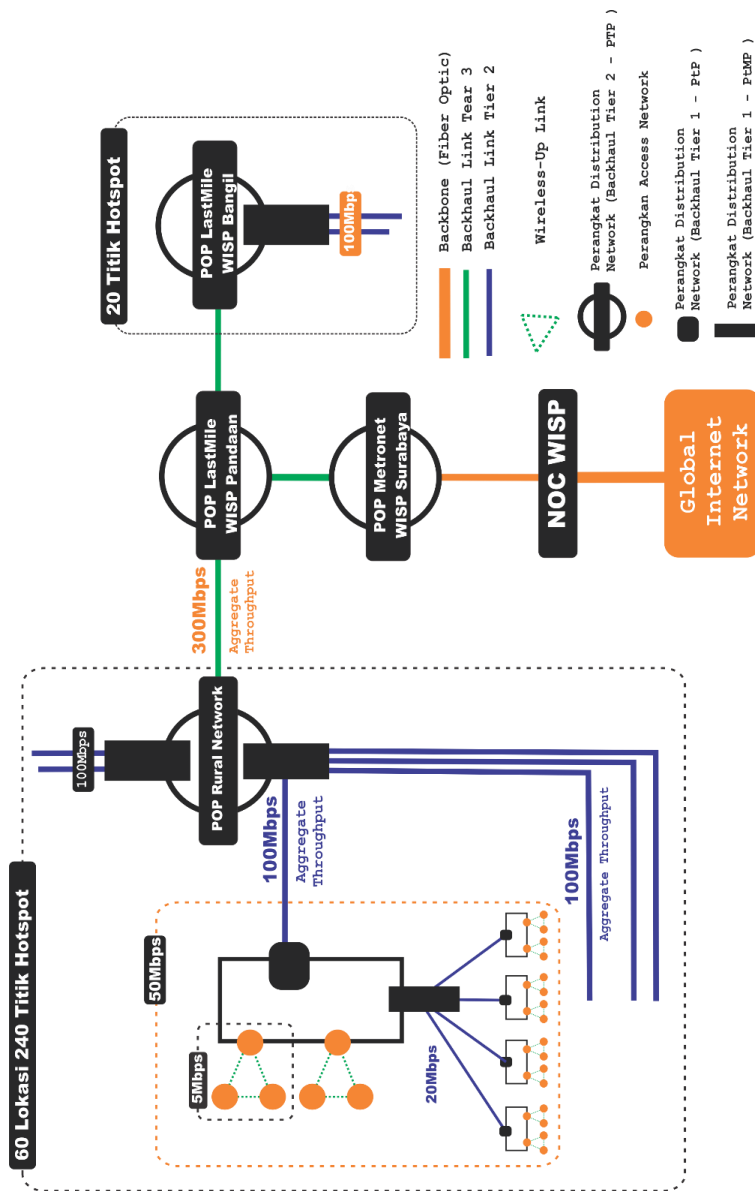 60 Lokasi 240 Titik Hotspot
50Mbps
5Mbps
20Mbps
100Mbps
Aggregate
Throughput
100Mbps
Aggregate Throughput
100Mbps
POP Rural Network
300Mbps
Aggregate
Throughput
POP LastMile
WISP Pandaan
20 Titik Hotspot
POP LastMile
WISP Bangil
100Mbps
POP Metronet
WISP Surabaya
NOC WISP
Global
Internet
Network
Backbone (Fiber Optic)
Backhaul Link Tear 3
Backhaul Link Tier 2
Wireless-Up Link
Perangkat Distribution
Network (Backhaul Tier 2 - PTP )
Perangkan Access Network
Perangkat Distribution
Network (Backhaul Tier 1 - PtP )
Perangkat Distribution
Network (Backhaul Tier 1 - PtMP )